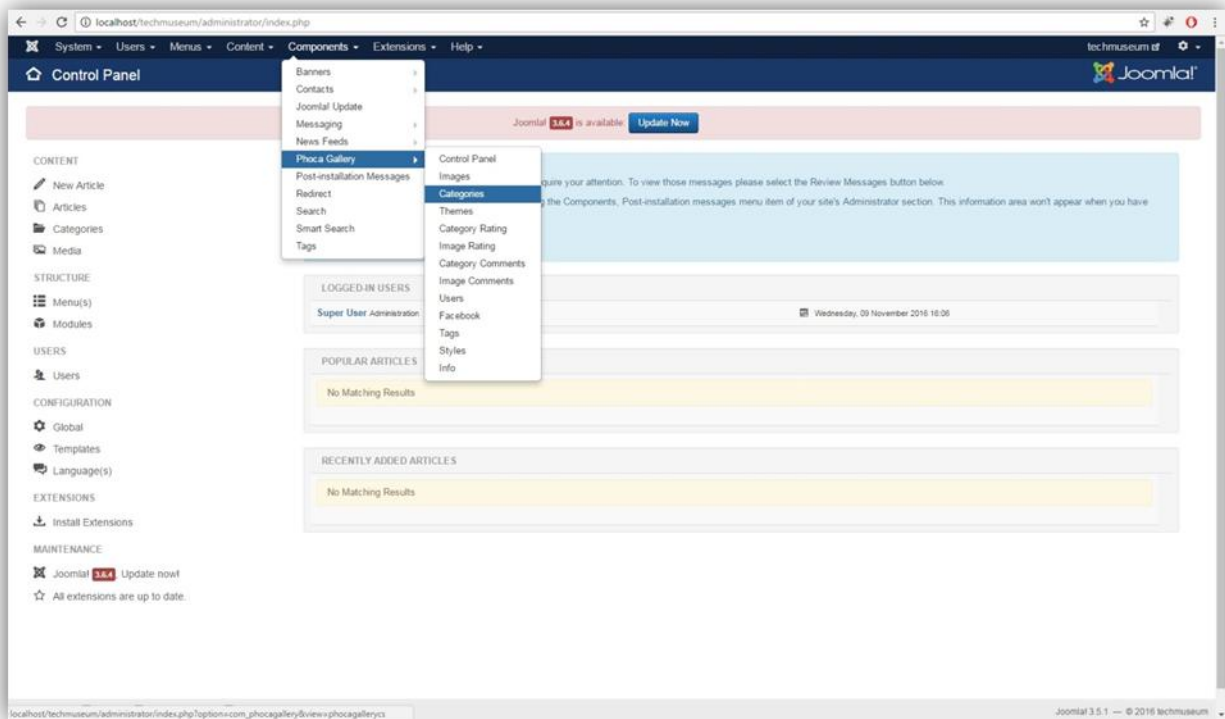 localhost/techmuseum/administrator/index.php
System Users Menus Content Components Extensions Help techmuseum
Control Panel Joomla!
Banners
Contacts
Joomla! Update
Messaging
News Feeds
Phoca Gallery
Post-installation Messages
Redirect
Search
Smart Search
Tags
Control Panel
Images
Categories
Themes
Category Rating
Image Rating
Category Comments
Image Comments
Users
Facebook
Tags
Styles
Info
Joomla! 3.6.4 is available: Update Now
require your attention. To view those messages please select the Review Messages button below.
the Components, Post-installation messages menu item of your site's Administrator section. This information area won't appear when you have
CONTENT
New Article
Articles
Categories
Media
STRUCTURE
Menu(s)
Modules
USERS
Users
CONFIGURATION
Global
Templates
Language(s)
EXTENSIONS
Install Extensions
MAINTENANCE
Joomla! 3.6.4, Update now!
All extensions are up to date.
LOGGED-IN USERS
Super User Administration Wednesday, 09 November 2016 16:06
POPULAR ARTICLES
No Matching Results
RECENTLY ADDED ARTICLES
No Matching Results
localhost/techmuseum/administrator/index.php?option=com_phocagallery&view=phocagallerycs
Joomla! 3.5.1 — © 2016 techmuseum